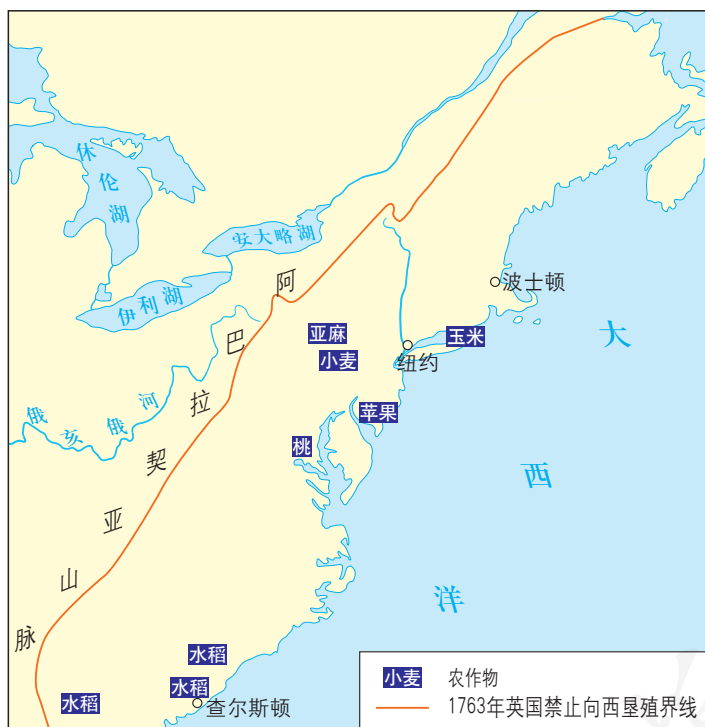 休伦湖
安大略湖
伊利湖
阿巴拉契亚山脉
俄亥俄河
波士顿
亚麻
小麦
玉米
纽约
苹果
桃
大西洋
水稻
水稻
水稻
查尔斯顿
小麦 农作物
1763年英国禁止向西垦殖界线